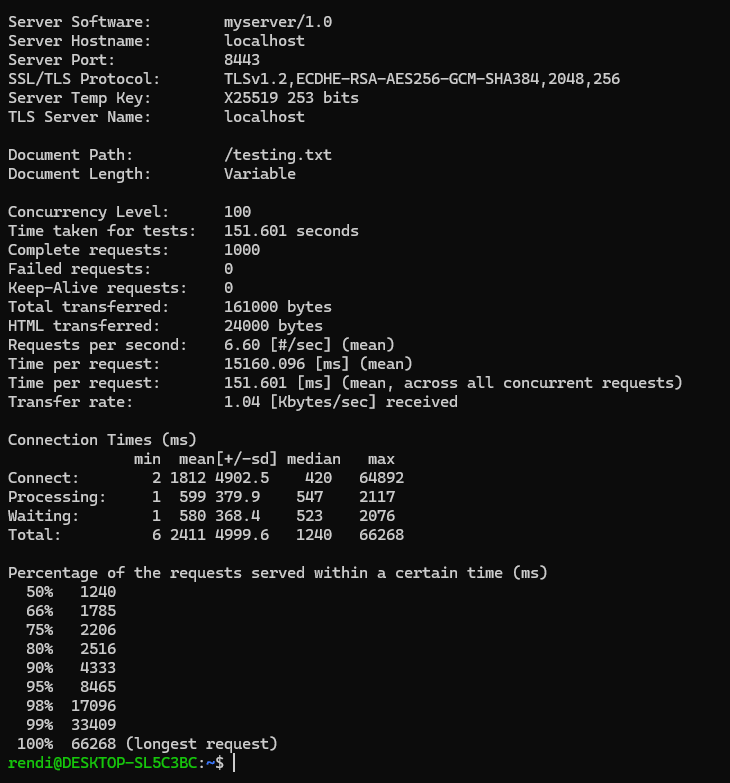 Server Software:        myserver/1.0
Server Hostname:        localhost
Server Port:            8443
SSL/TLS Protocol:       TLSv1.2,ECDHE-RSA-AES256-GCM-SHA384,2048,256
Server Temp Key:        X25519 253 bits
TLS Server Name:        localhost

Document Path:          /testing.txt
Document Length:        Variable

Concurrency Level:      100
Time taken for tests:   151.601 seconds
Complete requests:      1000
Failed requests:        0
Keep-Alive requests:    0
Total transferred:      161000 bytes
HTML transferred:       24000 bytes
Requests per second:    6.60 [#/sec] (mean)
Time per request:       15160.096 [ms] (mean)
Time per request:       151.601 [ms] (mean, across all concurrent requests)
Transfer rate:          1.04 [Kbytes/sec] received

Connection Times (ms)
              min  mean[+/-sd] median   max
Connect:        2 1812 4902.5    420   64892
Processing:     1  599 379.9    547    2117
Waiting:        1  580 368.4    523    2076
Total:          6 2411 4999.6   1240   66268

Percentage of the requests served within a certain time (ms)
  50%   1240
  66%   1785
  75%   2206
  80%   2516
  90%   4333
  95%   8465
  98%  17096
  99%  33409
 100%  66268 (longest request)
rendi@DESKTOP-SL5C3BC:~$